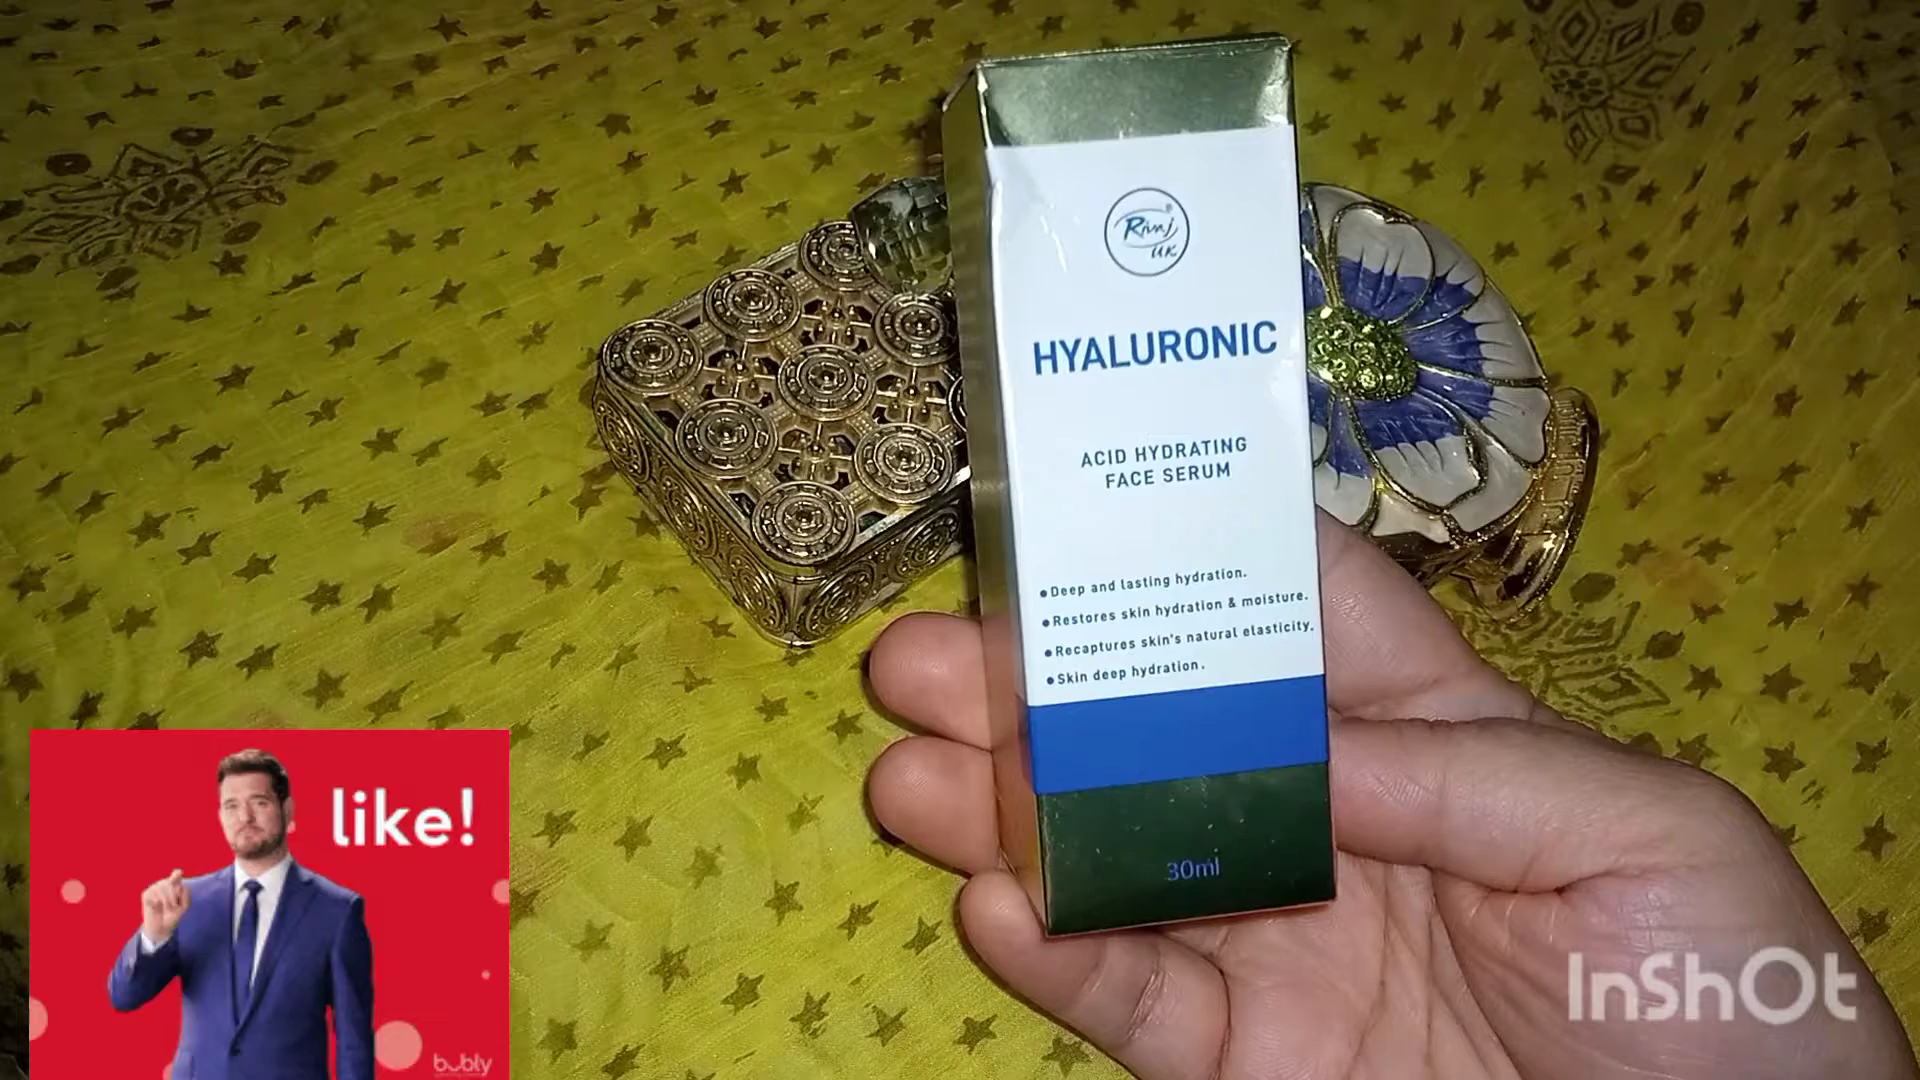 Rivaj
UK
HYALURONIC
ACID HYDRATING
FACE SERUM
●Deep and lasting hydration.
●Restores skin hydration & moisture.
●Recaptures skin's natural elasticity.
●Skin deep hydration.
30ml
like!
bubly
InShOt